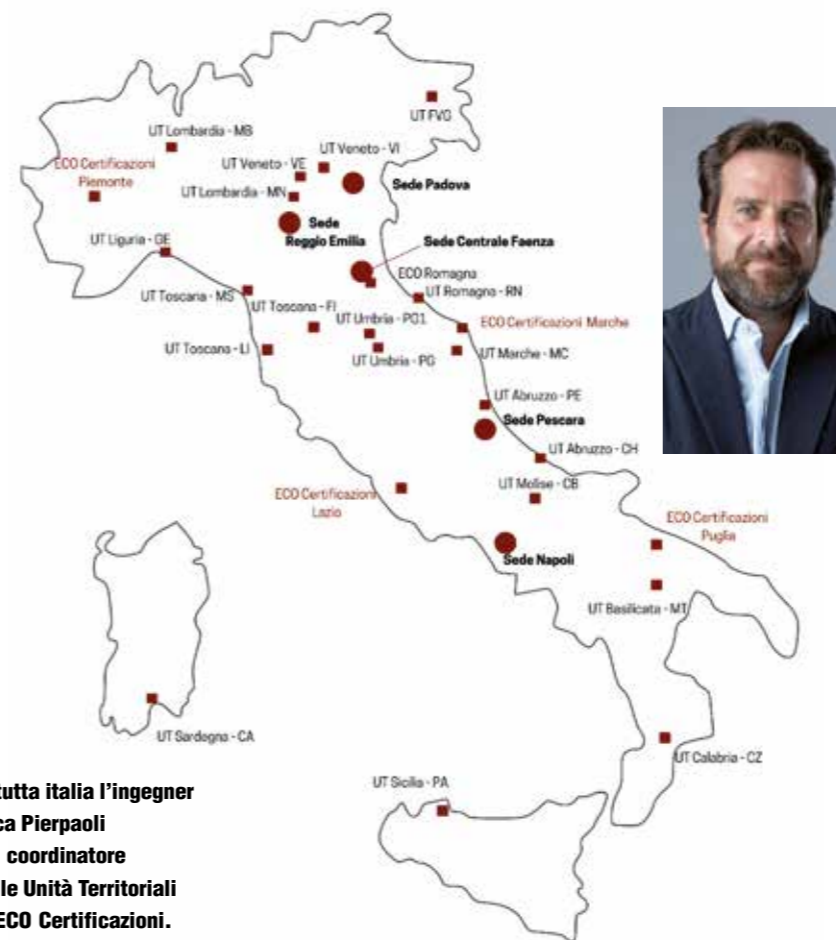 UT FVG
UT Lombardia - MB
UT Veneto - VI
ECO Certificazioni
Piemonte
UT Veneto - VE
Sede Padova
UT Lombardia - MN
Sede
Reggio Emilia
UT Liguria - GE
Sede Centrale Faenza
ECO Romagna
UT Romagna - RN
UT Toscana - MS
UT Toscana - FI
UT Umbria - PG1
ECO Certificazioni Marche
UT Toscana - LI
UT Umbria - PG
UT Marche - MC
UT Abruzzo - PE
Sede Pescara
UT Abruzzo - CH
UT Molise - CB
ECO Certificazioni
Lazio
ECO Certificazioni
Puglia
Sede Napoli
UT Basilicata - MT
UT Sardegna - CA
UT Calabria - CZ
UT Sicilia - PA
tutta italia l’ingegner
ca Pierpaoli
coordinatore
le Unità Territoriali
ECO Certificazioni.